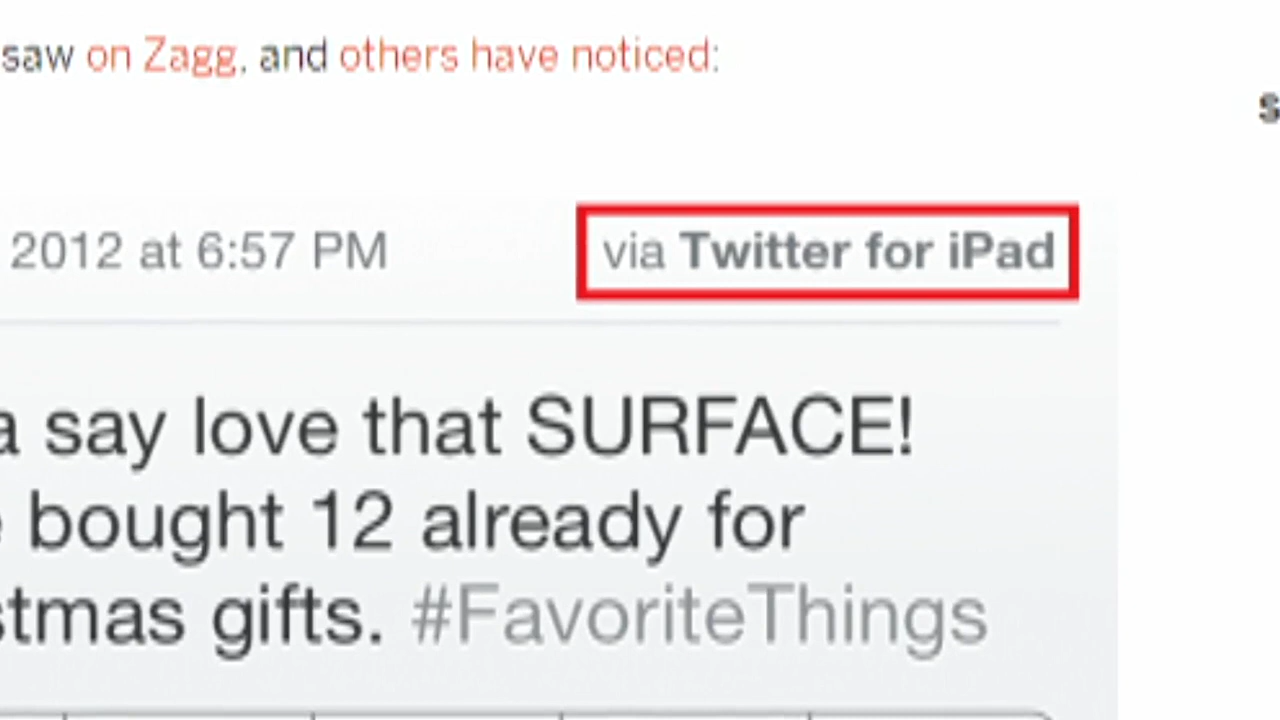 saw on Zagg, and others have noticed:
s
2012 at 6:57 PM
via Twitter for iPad
a say love that SURFACE!
bought 12 already for
stmas gifts. #FavoriteThings